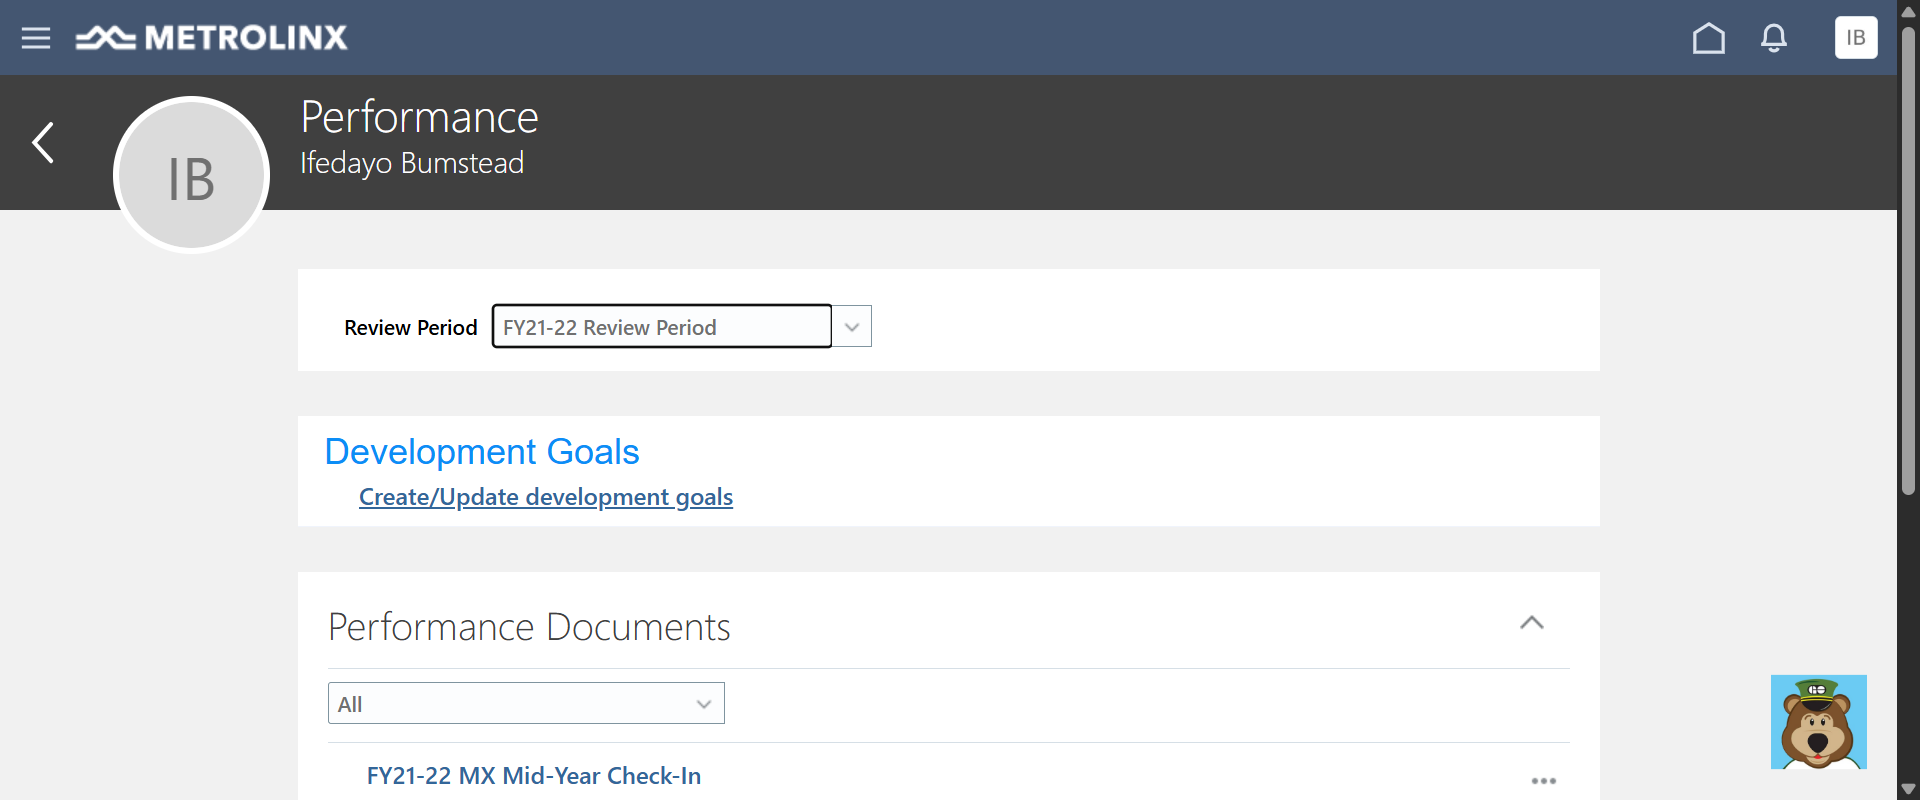 METROLINX
IB
Performance
Ifedayo Bumstead
IB
Review Period FY21-22 Review Period
Development Goals
Create/Update development goals
Performance Documents
All
GO
FY21-22 MX Mid-Year Check-In